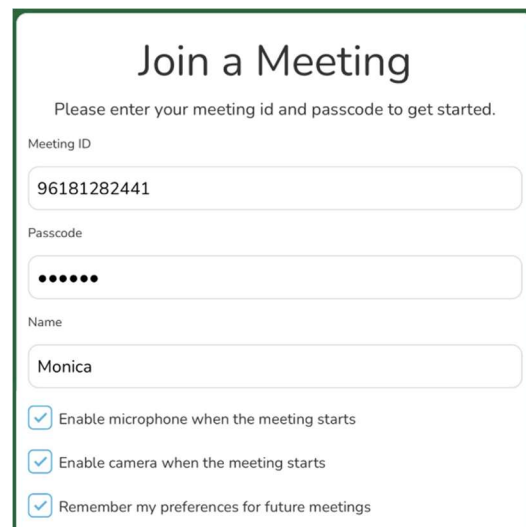 Join a Meeting
Please enter your meeting id and passcode to get started.
Meeting ID
96181282441
Passcode
••••••
Name
Monica
Enable microphone when the meeting starts
Enable camera when the meeting starts
Remember my preferences for future meetings